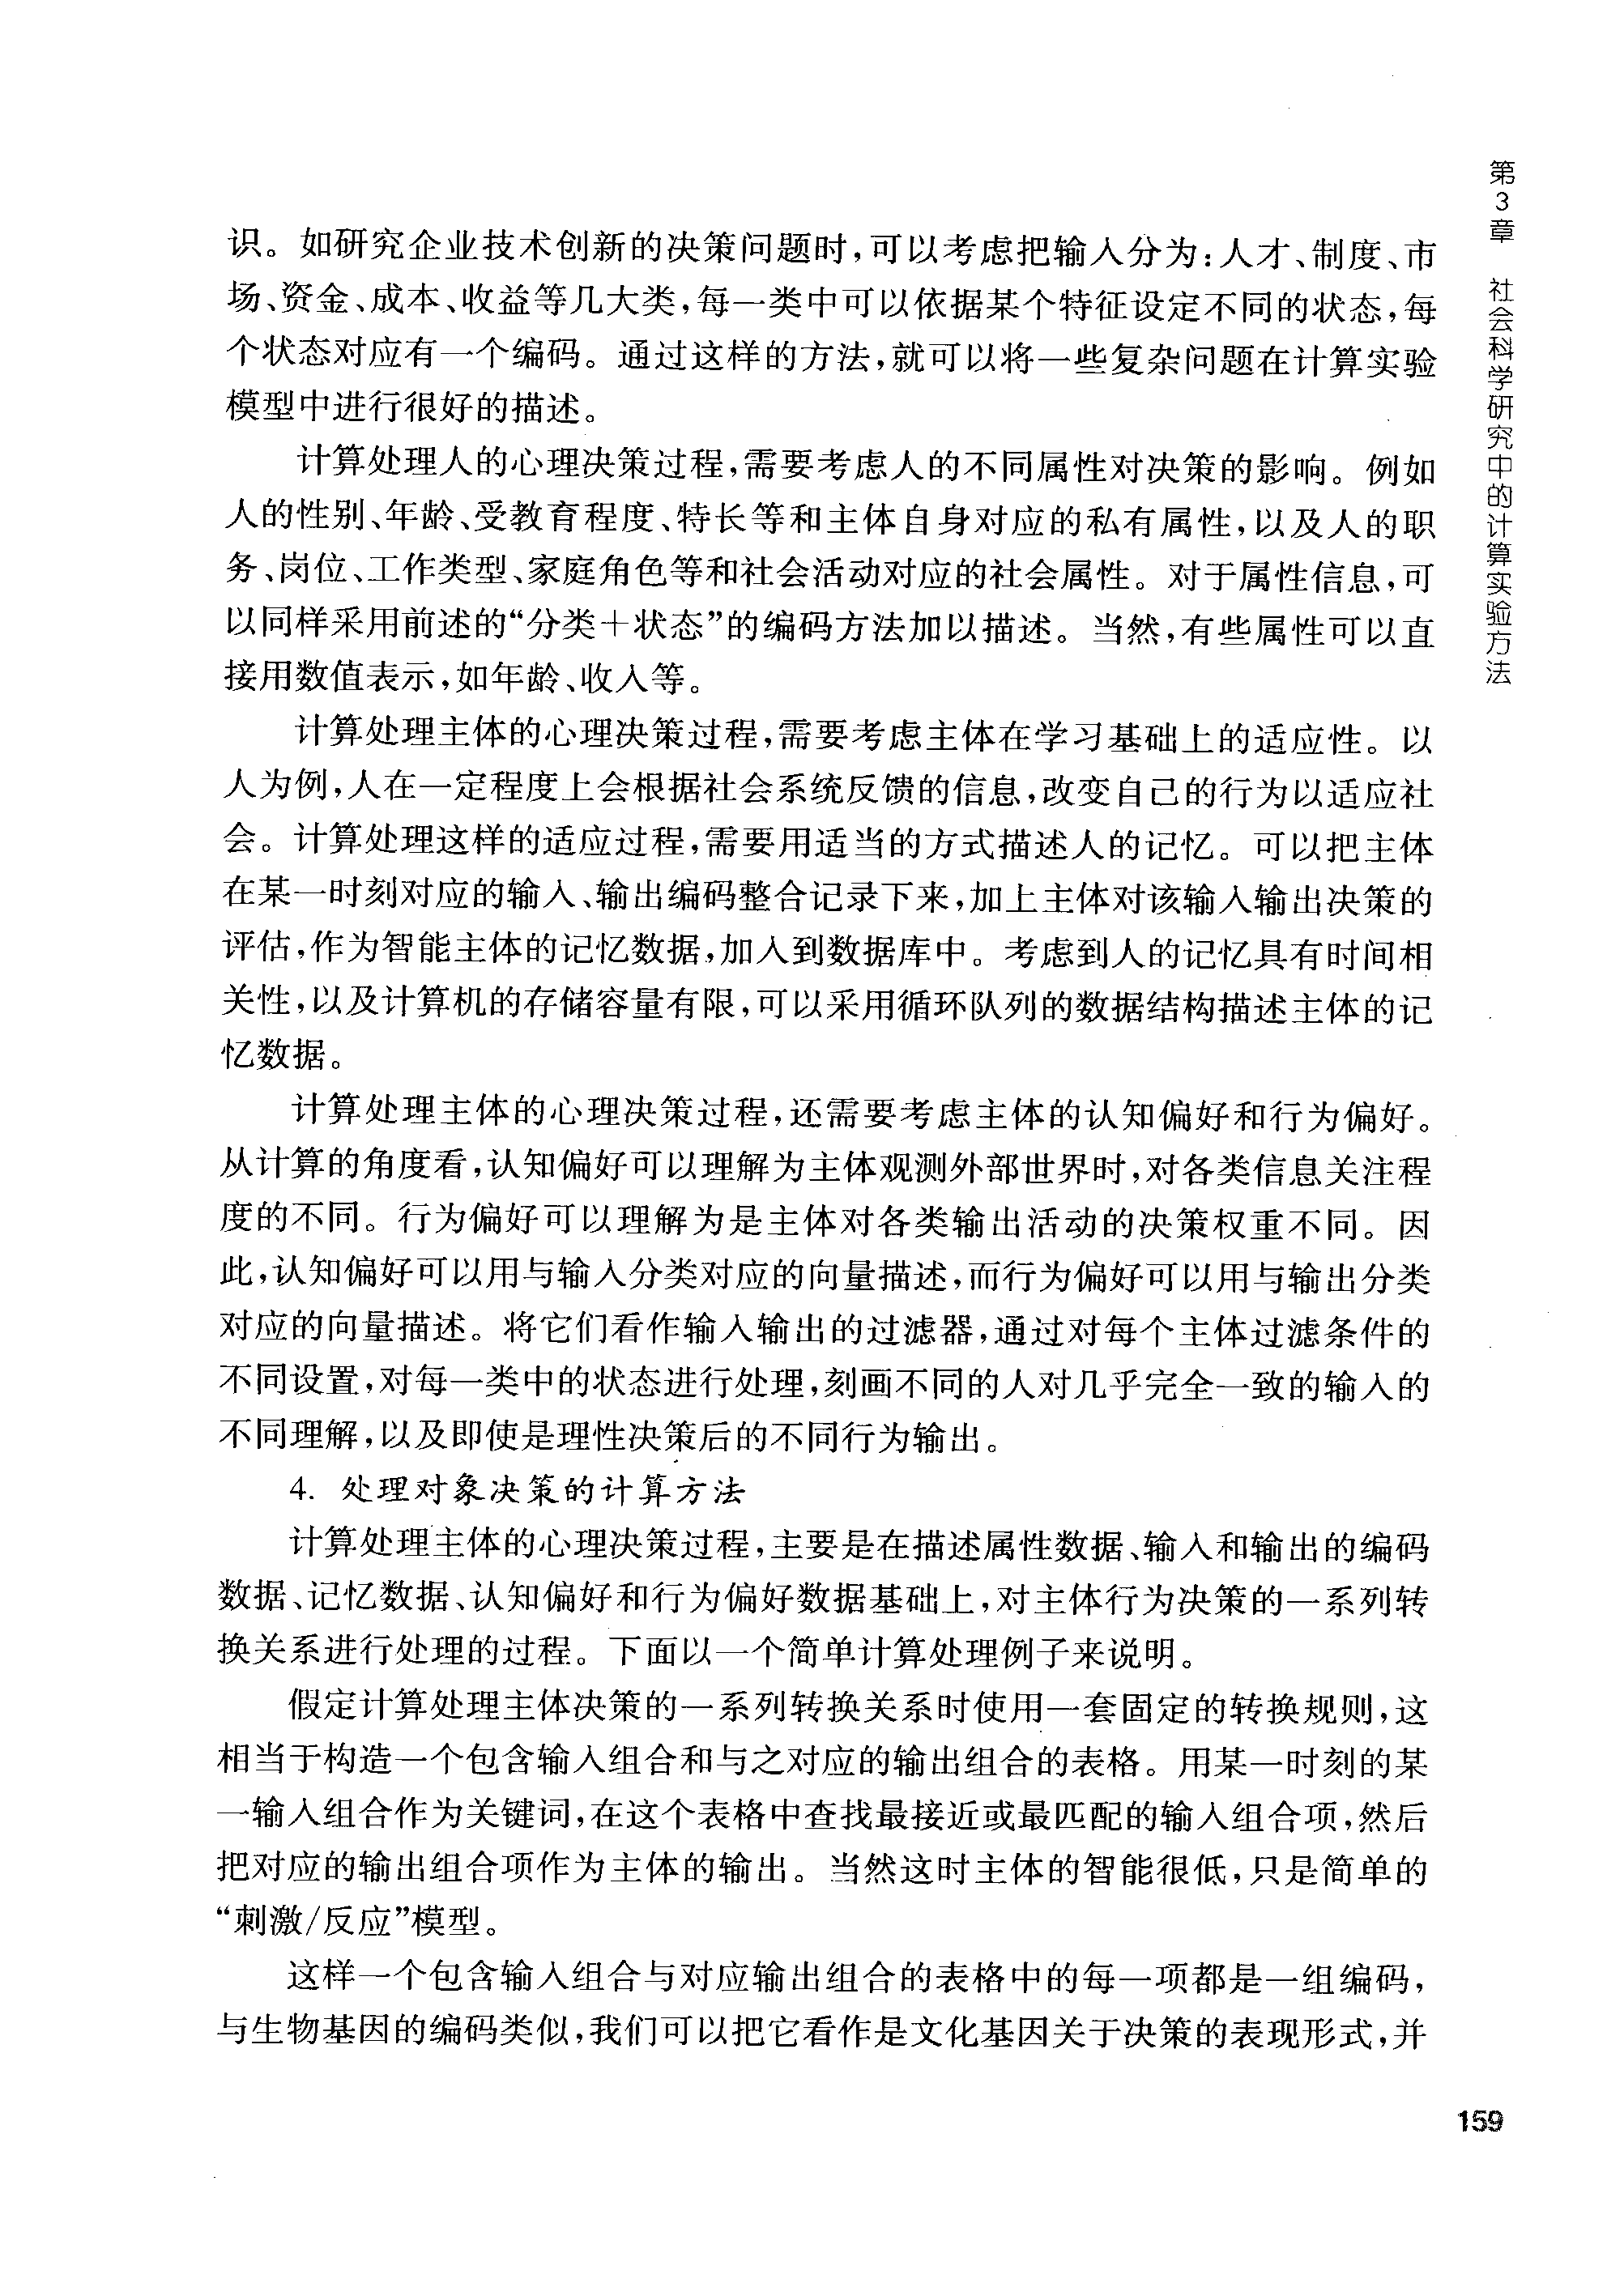 第3章 社会科学研究中的计算实验方法
识。如研究企业技术创新的决策问题时,可以考虑把输入分为:人才、制度、市
场、资金、成本、收益等几大类,每一类中可以依据某个特征设定不同的状态,每
个状态对应有一个编码。通过这样的方法,就可以将一些复杂问题在计算实验
模型中进行很好的描述。
计算处理人的心理决策过程,需要考虑人的不同属性对决策的影响。例如
人的性别、年龄、受教育程度、特长等和主体自身对应的私有属性,以及人的职
务、岗位、工作类型、家庭角色等和社会活动对应的社会属性。对于属性信息,可
以同样采用前述的“分类+状态”的编码方法加以描述。当然,有些属性可以直
接用数值表示,如年龄、收入等。
计算处理主体的心理决策过程,需要考虑主体在学习基础上的适应性。以
人为例,人在一定程度上会根据社会系统反馈的信息,改变自己的行为以适应社
会。计算处理这样的适应过程,需要用适当的方式描述人的记忆。可以把主体
在某一时刻对应的输入、输出编码整合记录下来,加上主体对该输入输出决策的
评估,作为智能主体的记忆数据,加入到数据库中。考虑到人的记忆具有时间相
关性,以及计算机的存储容量有限,可以采用循环队列的数据结构描述主体的记
忆数据。
计算处理主体的心理决策过程,还需要考虑主体的认知偏好和行为偏好。
从计算的角度看,认知偏好可以理解为主体观测外部世界时,对各类信息关注程
度的不同。行为偏好可以理解为是主体对各类输出活动的决策权重不同。因
此,认知偏好可以用与输入分类对应的向量描述,而行为偏好可以用与输出分类
对应的向量描述。将它们看作输入输出的过滤器,通过对每个主体过滤条件的
不同设置,对每一类中的状态进行处理,刻画不同的人对几乎完全一致的输入的
不同理解,以及即使是理性决策后的不同行为输出。
4. 处理对象决策的计算方法
计算处理主体的心理决策过程,主要是在描述属性数据、输入和输出的编码
数据、记忆数据、认知偏好和行为偏好数据基础上,对主体行为决策的一系列转
换关系进行处理的过程。下面以一个简单计算处理例子来说明。
假定计算处理主体决策的一系列转换关系时使用一套固定的转换规则,这
相当于构造一个包含输入组合和与之对应的输出组合的表格。用某一时刻的某
一输入组合作为关键词,在这个表格中查找最接近或最匹配的输入组合项,然后
把对应的输出组合项作为主体的输出。当然这时主体的智能很低,只是简单的
“刺激/反应”模型。
这样一个包含输入组合与对应输出组合的表格中的每一项都是一组编码,
与生物基因的编码类似,我们可以把它看作是文化基因关于决策的表现形式,并
159